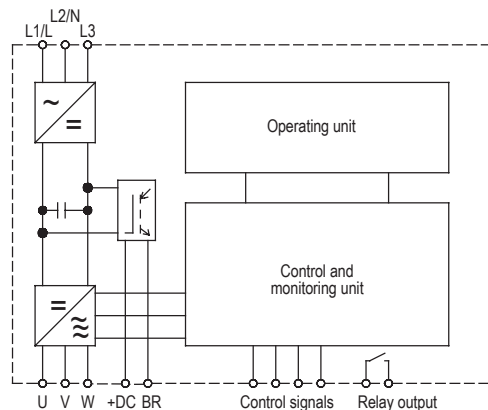 L2/N
L1/L L3
~
=
Operating unit
Control and
monitoring unit
=
≈
U V W +DC BR Control signals Relay output